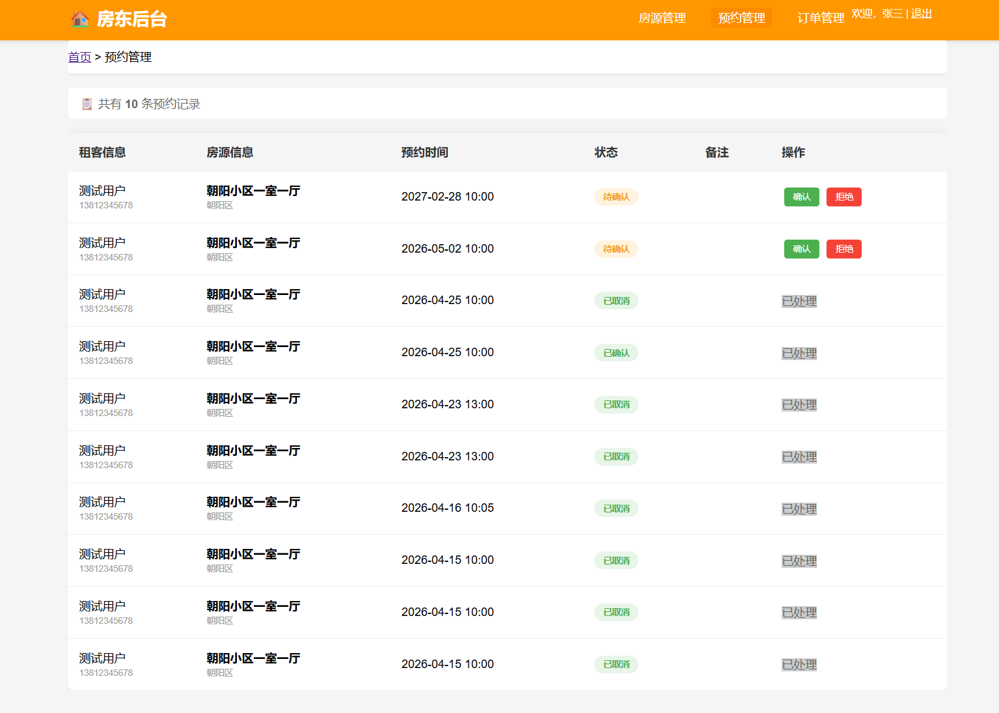 房东后台
房源管理 预约管理 订单管理 欢迎，张三 | 退出
首页 > 预约管理
共有 10 条预约记录
租客信息 房源信息 预约时间 状态 备注 操作
测试用户 朝阳小区一室一厅 2027-02-28 10:00 待确认 确认 拒绝
13812345678 朝阳区
测试用户 朝阳小区一室一厅 2026-05-02 10:00 待确认 确认 拒绝
13812345678 朝阳区
测试用户 朝阳小区一室一厅 2026-04-25 10:00 已取消 已处理
13812345678 朝阳区
测试用户 朝阳小区一室一厅 2026-04-25 10:00 已确认 已处理
13812345678 朝阳区
测试用户 朝阳小区一室一厅 2026-04-23 13:00 已取消 已处理
13812345678 朝阳区
测试用户 朝阳小区一室一厅 2026-04-23 13:00 已取消 已处理
13812345678 朝阳区
测试用户 朝阳小区一室一厅 2026-04-16 10:05 已取消 已处理
13812345678 朝阳区
测试用户 朝阳小区一室一厅 2026-04-15 10:00 已取消 已处理
13812345678 朝阳区
测试用户 朝阳小区一室一厅 2026-04-15 10:00 已取消 已处理
13812345678 朝阳区
测试用户 朝阳小区一室一厅 2026-04-15 10:00 已取消 已处理
13812345678 朝阳区